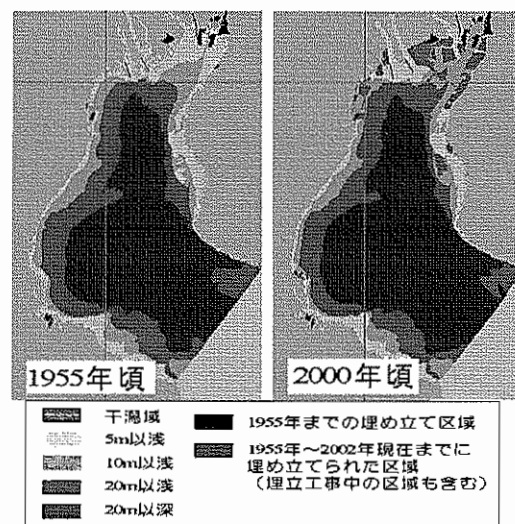 1955年頃
2000年頃
干潟域
5m以浅
10m以浅
20m以浅
20m以深
1955年までの埋め立て区域
1955年〜2002年現在までに
埋め立てられた区域
(埋立工事中の区域も含む)